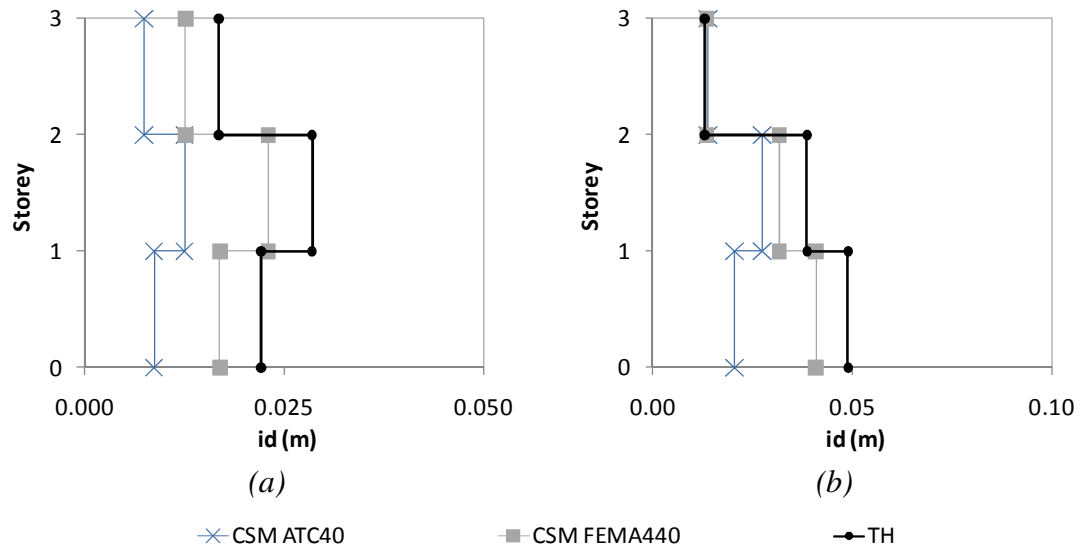 3
2
1
0
Storey
0.000
0.025
0.050
id (m)
(a)
3
2
1
0
Storey
0.00
0.05
0.10
id (m)
(b)
CSM ATC40
CSM FEMA440
TH